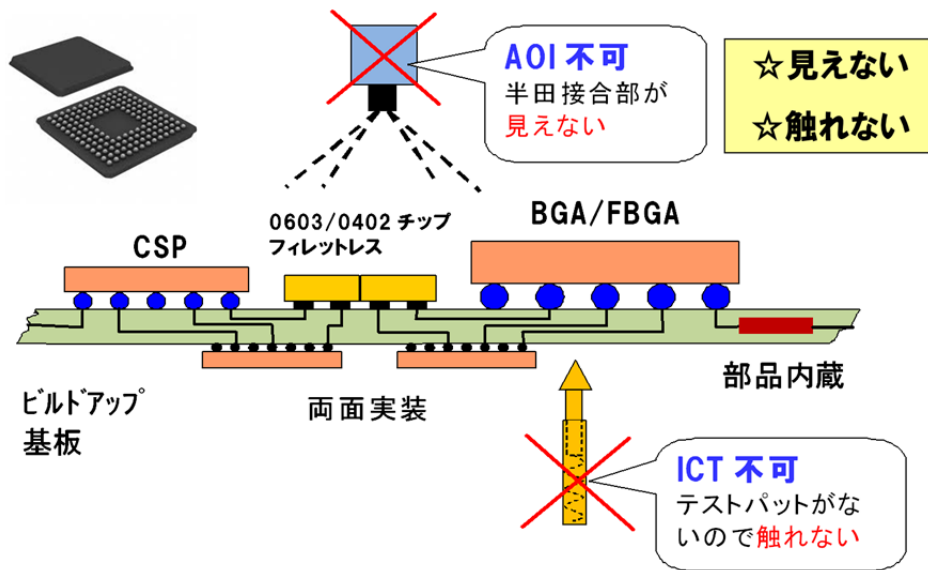 AOI 不可
半田接合部が
見えない
☆見えない
☆触れない
0603/0402 チップ
フィレットレス
BGA/FBGA
CSP
部品内蔵
ビルドアップ
基板
両面実装
ICT 不可
テストパットがな
いので触れない